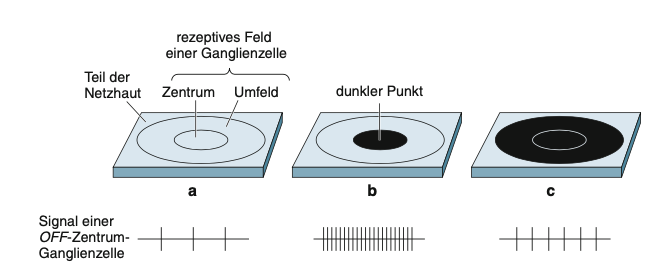 rezeptives Feld
einer Ganglienzelle
Teil der
Netzhaut
Zentrum
Umfeld
dunkler Punkt
a
b
c
Signal einer
OFF-Zentrum-
Ganglienzelle